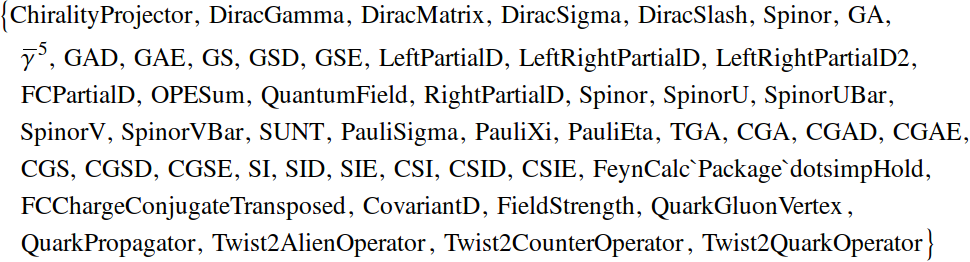 {ChiralityProjector, DiracGamma, DiracMatrix, DiracSigma, DiracSlash, Spinor, GA,
γ̅⁵, GAD, GAE, GS, GSD, GSE, LeftPartialD, LeftRightPartialD, LeftRightPartialD2,
FCPartialD, OPESum, QuantumField, RightPartialD, Spinor, SpinorU, SpinorUBar,
SpinorV, SpinorVBar, SUNT, PauliSigma, PauliXi, PauliEta, TGA, CGA, CGAD, CGAE,
CGS, CGSD, CGSE, SI, SID, SIE, CSI, CSID, CSIE, FeynCalc`Package`dotsimpHold,
FCChargeConjugateTransposed, CovariantD, FieldStrength, QuarkGluonVertex,
QuarkPropagator, Twist2AlienOperator, Twist2CounterOperator, Twist2QuarkOperator}